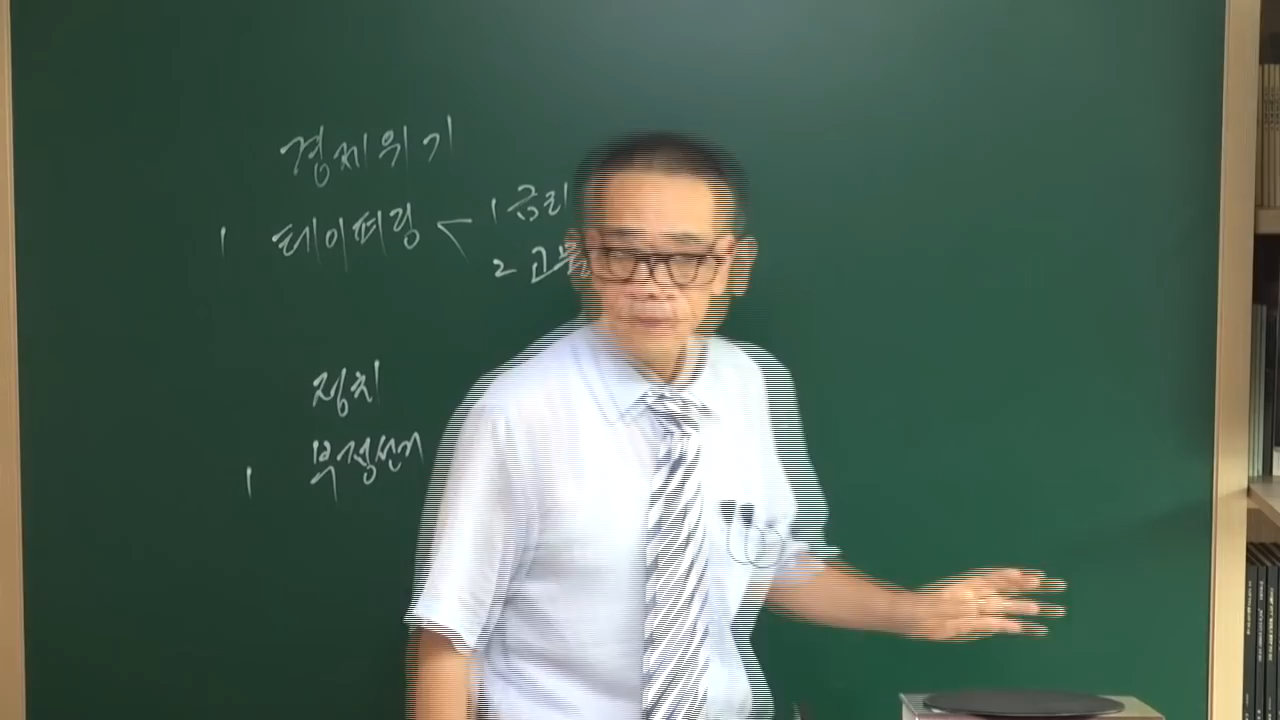 경제위기
1 테이퍼링 < 1 금리
2 고물
정치
1 부정선거